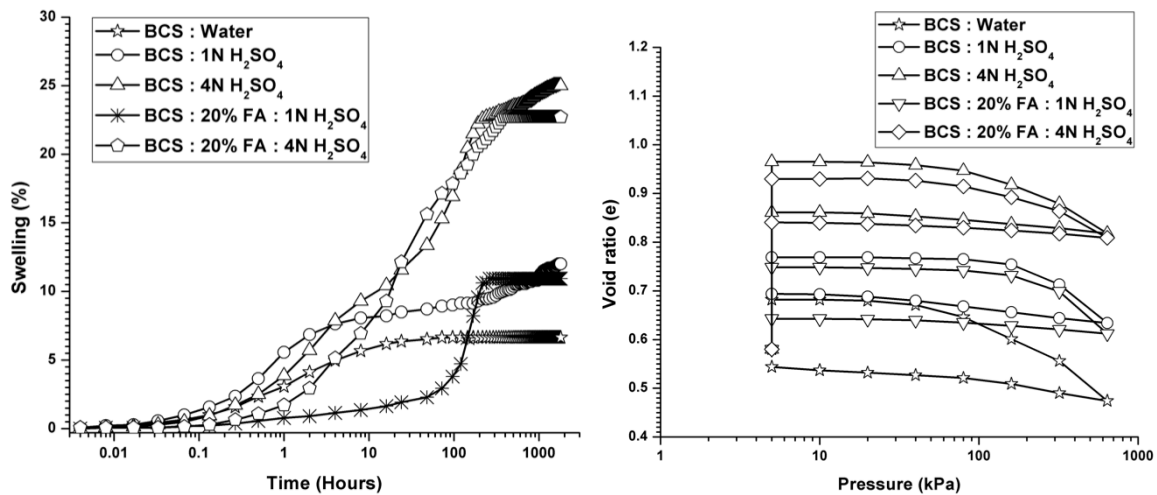 30
25
20
15
10
5
0
Swelling (%)
BCS : Water
BCS : 1N H₂SO₄
BCS : 4N H₂SO₄
BCS : 20% FA : 1N H₂SO₄
BCS : 20% FA : 4N H₂SO₄
0.01 0.1 1 10 100 1000
Time (Hours)
BCS : Water
BCS : 1N H₂SO₄
BCS : 4N H₂SO₄
BCS : 20% FA : 1N H₂SO₄
BCS : 20% FA : 4N H₂SO₄
1.2
1.1
1.0
0.9
0.8
0.7
0.6
0.5
0.4
Void ratio (e)
1 10 100 1000
Pressure (kPa)